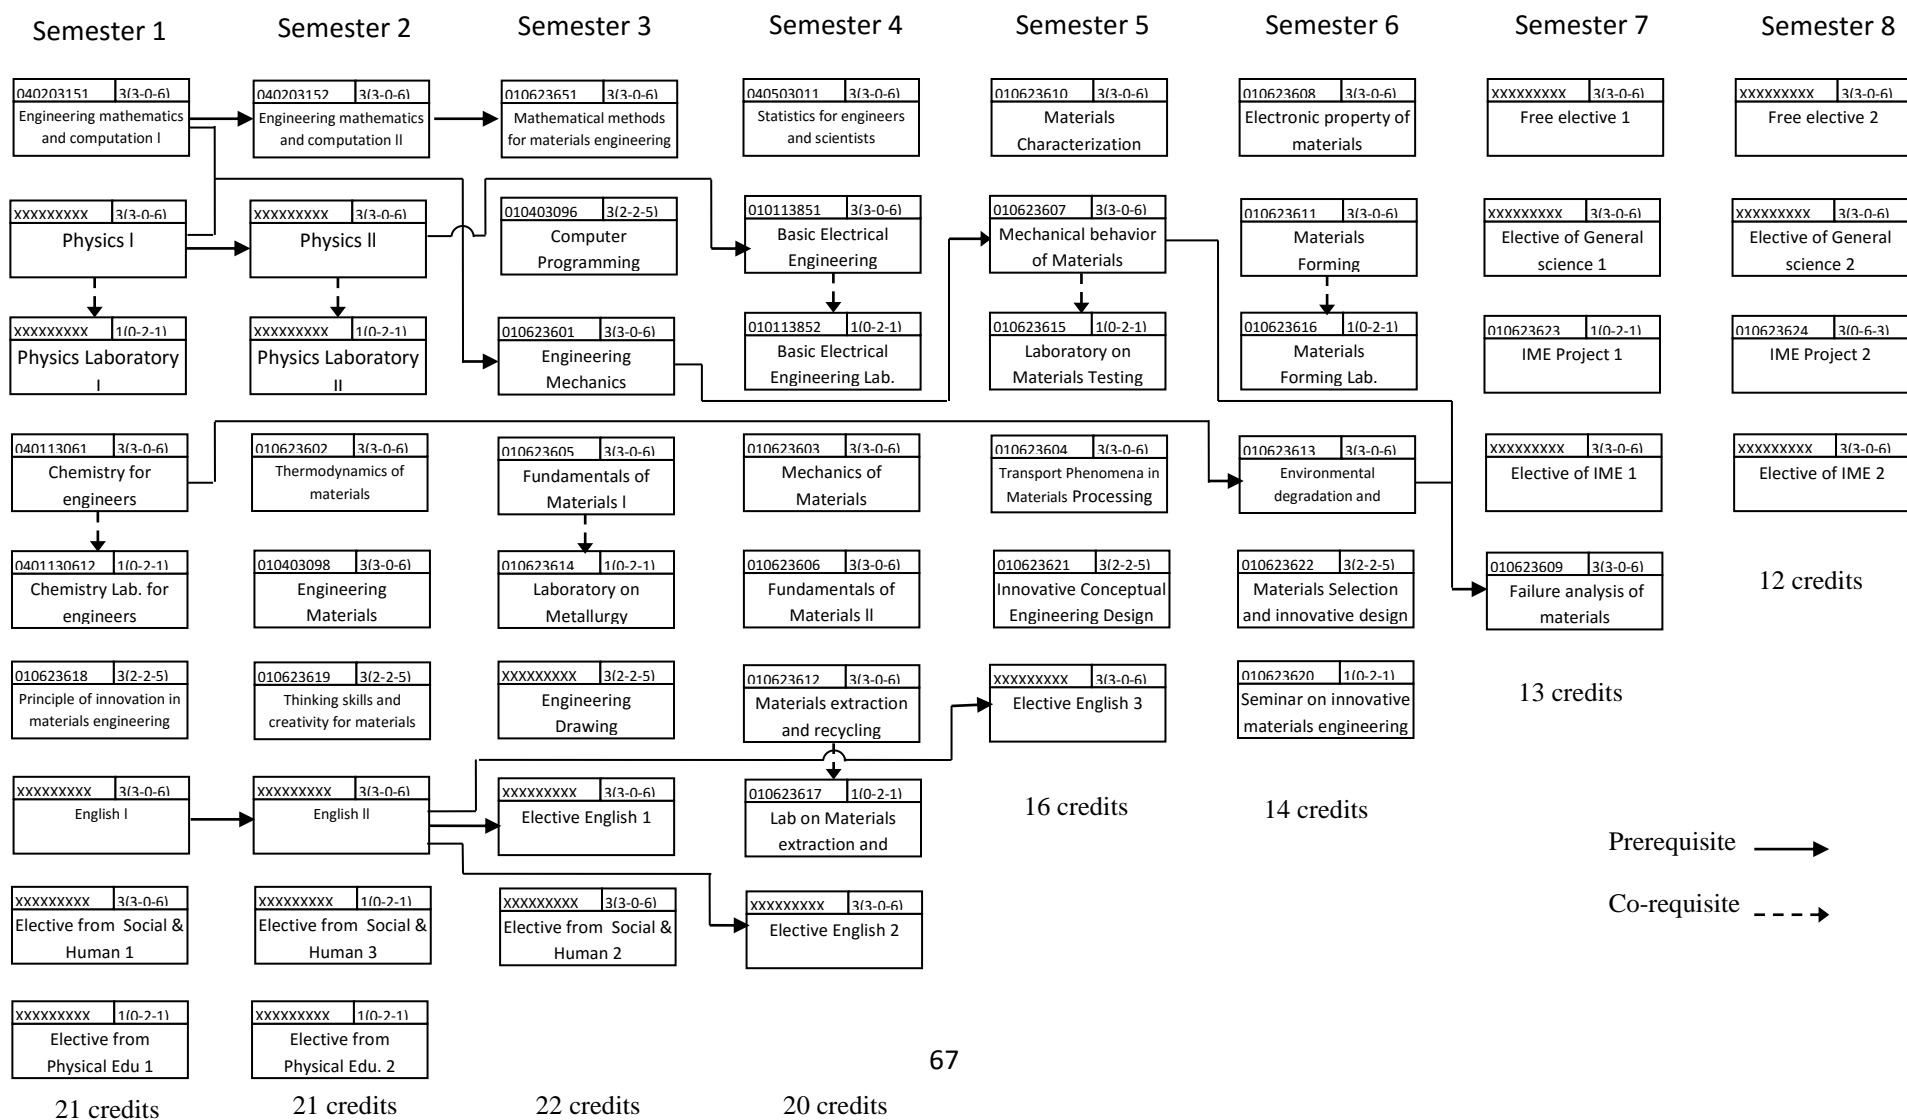 Semester 1
040203151 3(3-0-6)
Engineering mathematics
and computation I
XXXXXXXXX 3(3-0-6)
Physics I
XXXXXXXXX 1(0-2-1)
Physics Laboratory
I
040113061 3(3-0-6)
Chemistry for
engineers
0401130612 1(0-2-1)
Chemistry Lab. for
engineers
010623618 3(2-2-5)
Principle of innovation in
materials engineering
XXXXXXXXX 3(3-0-6)
English I
XXXXXXXXX 3(3-0-6)
Elective from Social &
Human 1
XXXXXXXXX 1(0-2-1)
Elective from
Physical Edu 1
21 credits
Semester 2
040203152 3(3-0-6)
Engineering mathematics
and computation II
XXXXXXXXX 3(3-0-6)
Physics II
XXXXXXXXX 1(0-2-1)
Physics Laboratory
II
010623602 3(3-0-6)
Thermodynamics of
materials
010403098 3(3-0-6)
Engineering
Materials
010623619 3(2-2-5)
Thinking skills and
creativity for materials
XXXXXXXXX 3(3-0-6)
English II
XXXXXXXXX 1(0-2-1)
Elective from Social &
Human 3
XXXXXXXXX 1(0-2-1)
Elective from
Physical Edu. 2
21 credits
Semester 3
010623651 3(3-0-6)
Mathematical methods
for materials engineering
010403096 3(2-2-5)
Computer
Programming
010623601 3(3-0-6)
Engineering
Mechanics
010623605 3(3-0-6)
Fundamentals of
Materials I
010623614 1(0-2-1)
Laboratory on
Metallurgy
XXXXXXXXX 3(2-2-5)
Engineering
Drawing
XXXXXXXXX 3(3-0-6)
Elective English 1
XXXXXXXXX 3(3-0-6)
Elective from Social &
Human 2
22 credits
Semester 4
040503011 3(3-0-6)
Statistics for engineers
and scientists
010113851 3(3-0-6)
Basic Electrical
Engineering
010113852 1(0-2-1)
Basic Electrical
Engineering Lab.
010623603 3(3-0-6)
Mechanics of
Materials
010623606 3(3-0-6)
Fundamentals of
Materials II
010623612 3(3-0-6)
Materials extraction
and recycling
010623617 1(0-2-1)
Lab on Materials
extraction and
XXXXXXXXX 3(3-0-6)
Elective English 2
20 credits
Semester 5
010623610 3(3-0-6)
Materials
Characterization
010623607 3(3-0-6)
Mechanical behavior
of Materials
010623615 1(0-2-1)
Laboratory on
Materials Testing
010623604 3(3-0-6)
Transport Phenomena in
Materials Processing
010623621 3(2-2-5)
Innovative Conceptual
Engineering Design
XXXXXXXXX 3(3-0-6)
Elective English 3
16 credits
Semester 6
010623608 3(3-0-6)
Electronic property of
materials
010623611 3(3-0-6)
Materials
Forming
010623616 1(0-2-1)
Materials
Forming Lab.
010623613 3(3-0-6)
Environmental
degradation and
010623622 3(2-2-5)
Materials Selection
and innovative design
010623620 1(0-2-1)
Seminar on innovative
materials engineering
14 credits
Semester 7
XXXXXXXXX 3(3-0-6)
Free elective 1
XXXXXXXXX 3(3-0-6)
Elective of General
science 1
010623623 1(0-2-1)
IME Project 1
XXXXXXXXX 3(3-0-6)
Elective of IME 1
010623609 3(3-0-6)
Failure analysis of
materials
13 credits
Semester 8
XXXXXXXXX 3(3-0-6)
Free elective 2
XXXXXXXXX 3(3-0-6)
Elective of General
science 2
010623624 3(0-6-3)
IME Project 2
XXXXXXXXX 3(3-0-6)
Elective of IME 2
12 credits
Prerequisite
Co-requisite
67